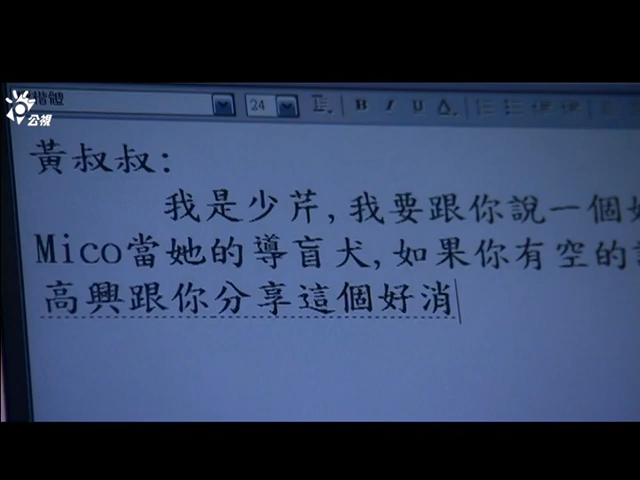 楷體 24 B I U A
公視
黃叔叔:
我是少芹,我要跟你說一個
Mico當她的導盲犬,如果你有空的
高興跟你分享這個好消